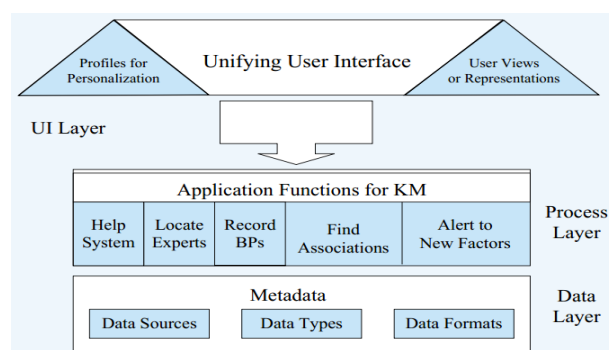 Unifying User Interface
Profiles for
Personalization
User Views
or Representations
UI Layer
Application Functions for KM
Help
System
Locate
Experts
Record
BPs
Find
Associations
Alert to
New Factors
Process
Layer
Metadata
Data Sources
Data Types
Data Formats
Data
Layer